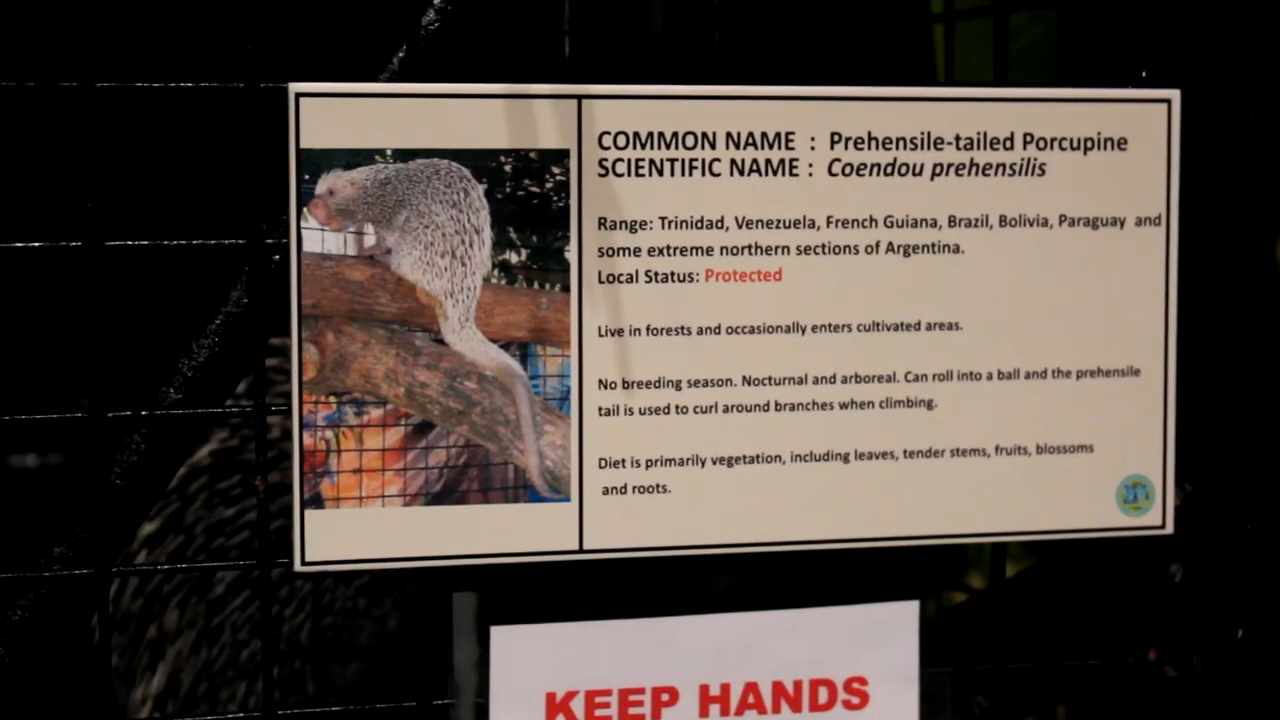 COMMON NAME : Prehensile-tailed Porcupine
SCIENTIFIC NAME : Coendou prehensilis
Range: Trinidad, Venezuela, French Guiana, Brazil, Bolivia, Paraguay and
some extreme northern sections of Argentina.
Local Status: Protected
Live in forests and occasionally enters cultivated areas.
No breeding season. Nocturnal and arboreal. Can roll into a ball and the prehensile
tail is used to curl around branches when climbing.
Diet is primarily vegetation, including leaves, tender stems, fruits, blossoms
and roots.
KEEP HANDS